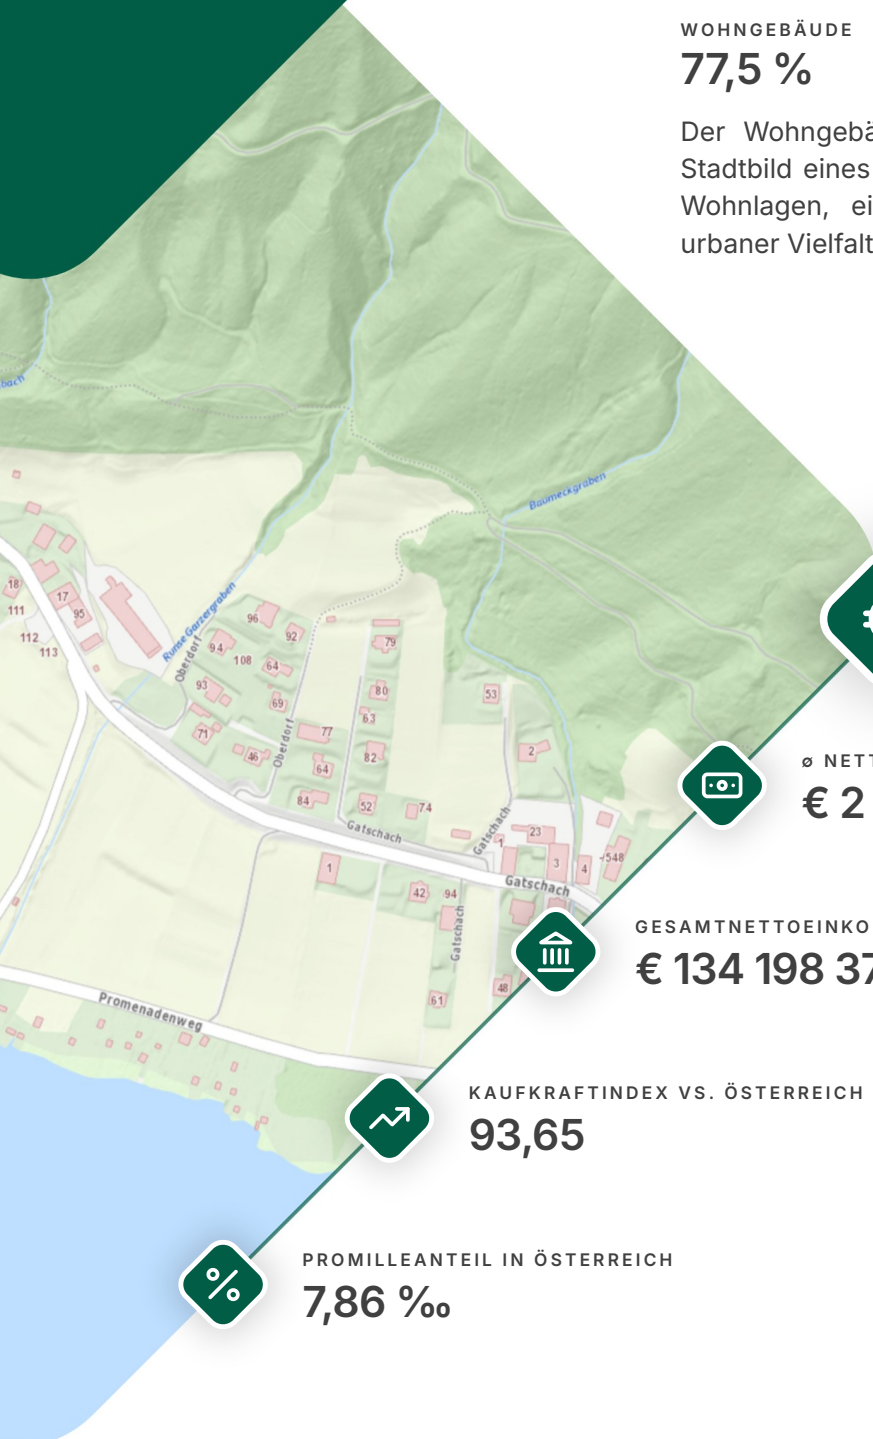 WOHNGEBÄUDE
77,5 %
Der Wohngebä
Stadtbild eines
Wohnlagen, ei
urbaner Vielfalt
bach
Baumeckgraben
Runse Garzergraben
18
17
111
95
112
113
96
92
94
108
64
79
Oberdorf
93
69
80
53
63
71
77
Oberdorf
46
64
82
2
84
52
74
Gatschach
Gatschach
23
1
3
4
548
1
42
94
Gatschach
Gatschach
61
48
Promenadenweg
ø NETT
€ 2
GESAMTNETTOEINKO
€ 134 198 37
KAUFKRAFTINDEX VS. ÖSTERREICH
93,65
PROMILLEANTEIL IN ÖSTERREICH
7,86 ‰